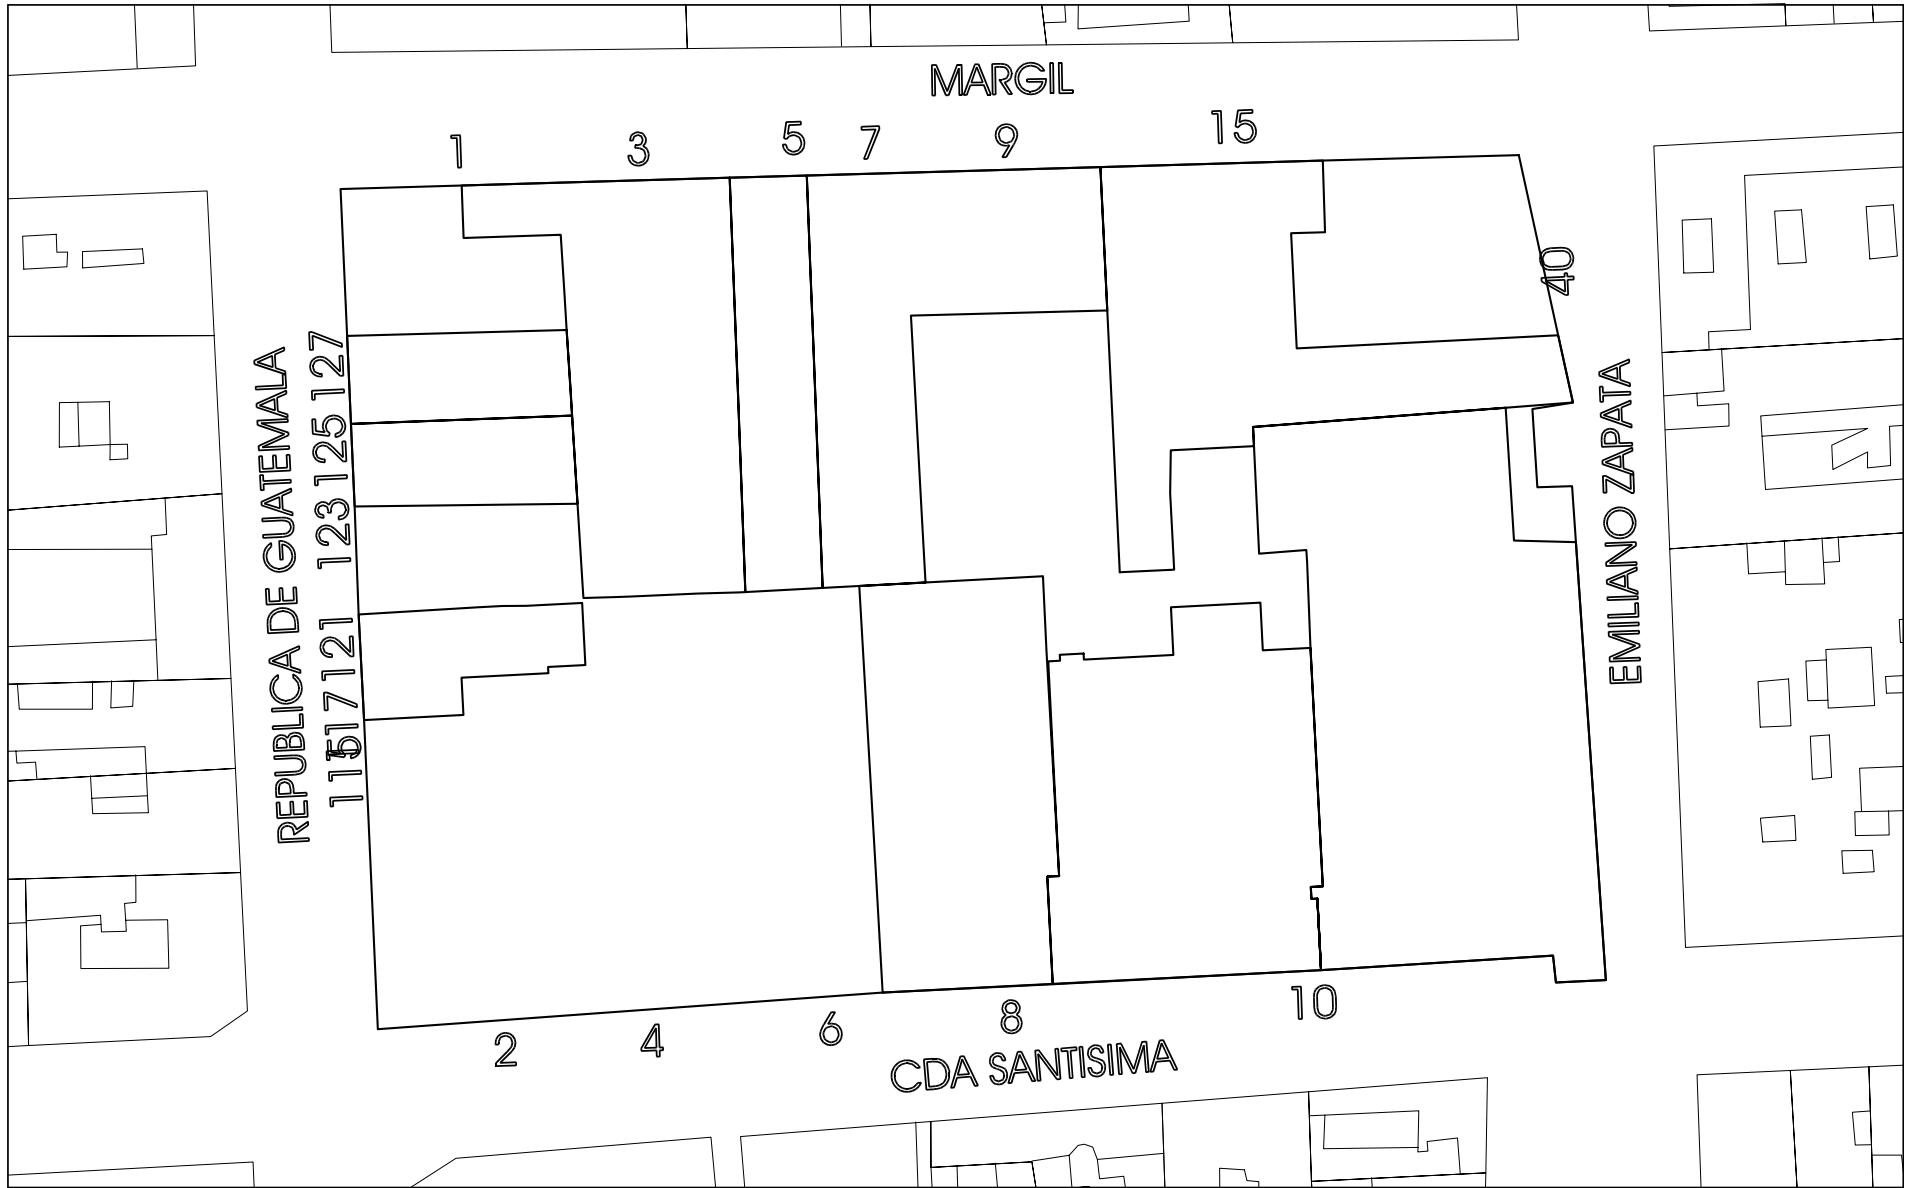 MARGIL
1 3 5 7 9 15
40
REPUBLICA DE GUATEMALA
115 117 121 123 125 127
EMILIANO ZAPATA
2 4 6 8 10
CDA SANTISIMA